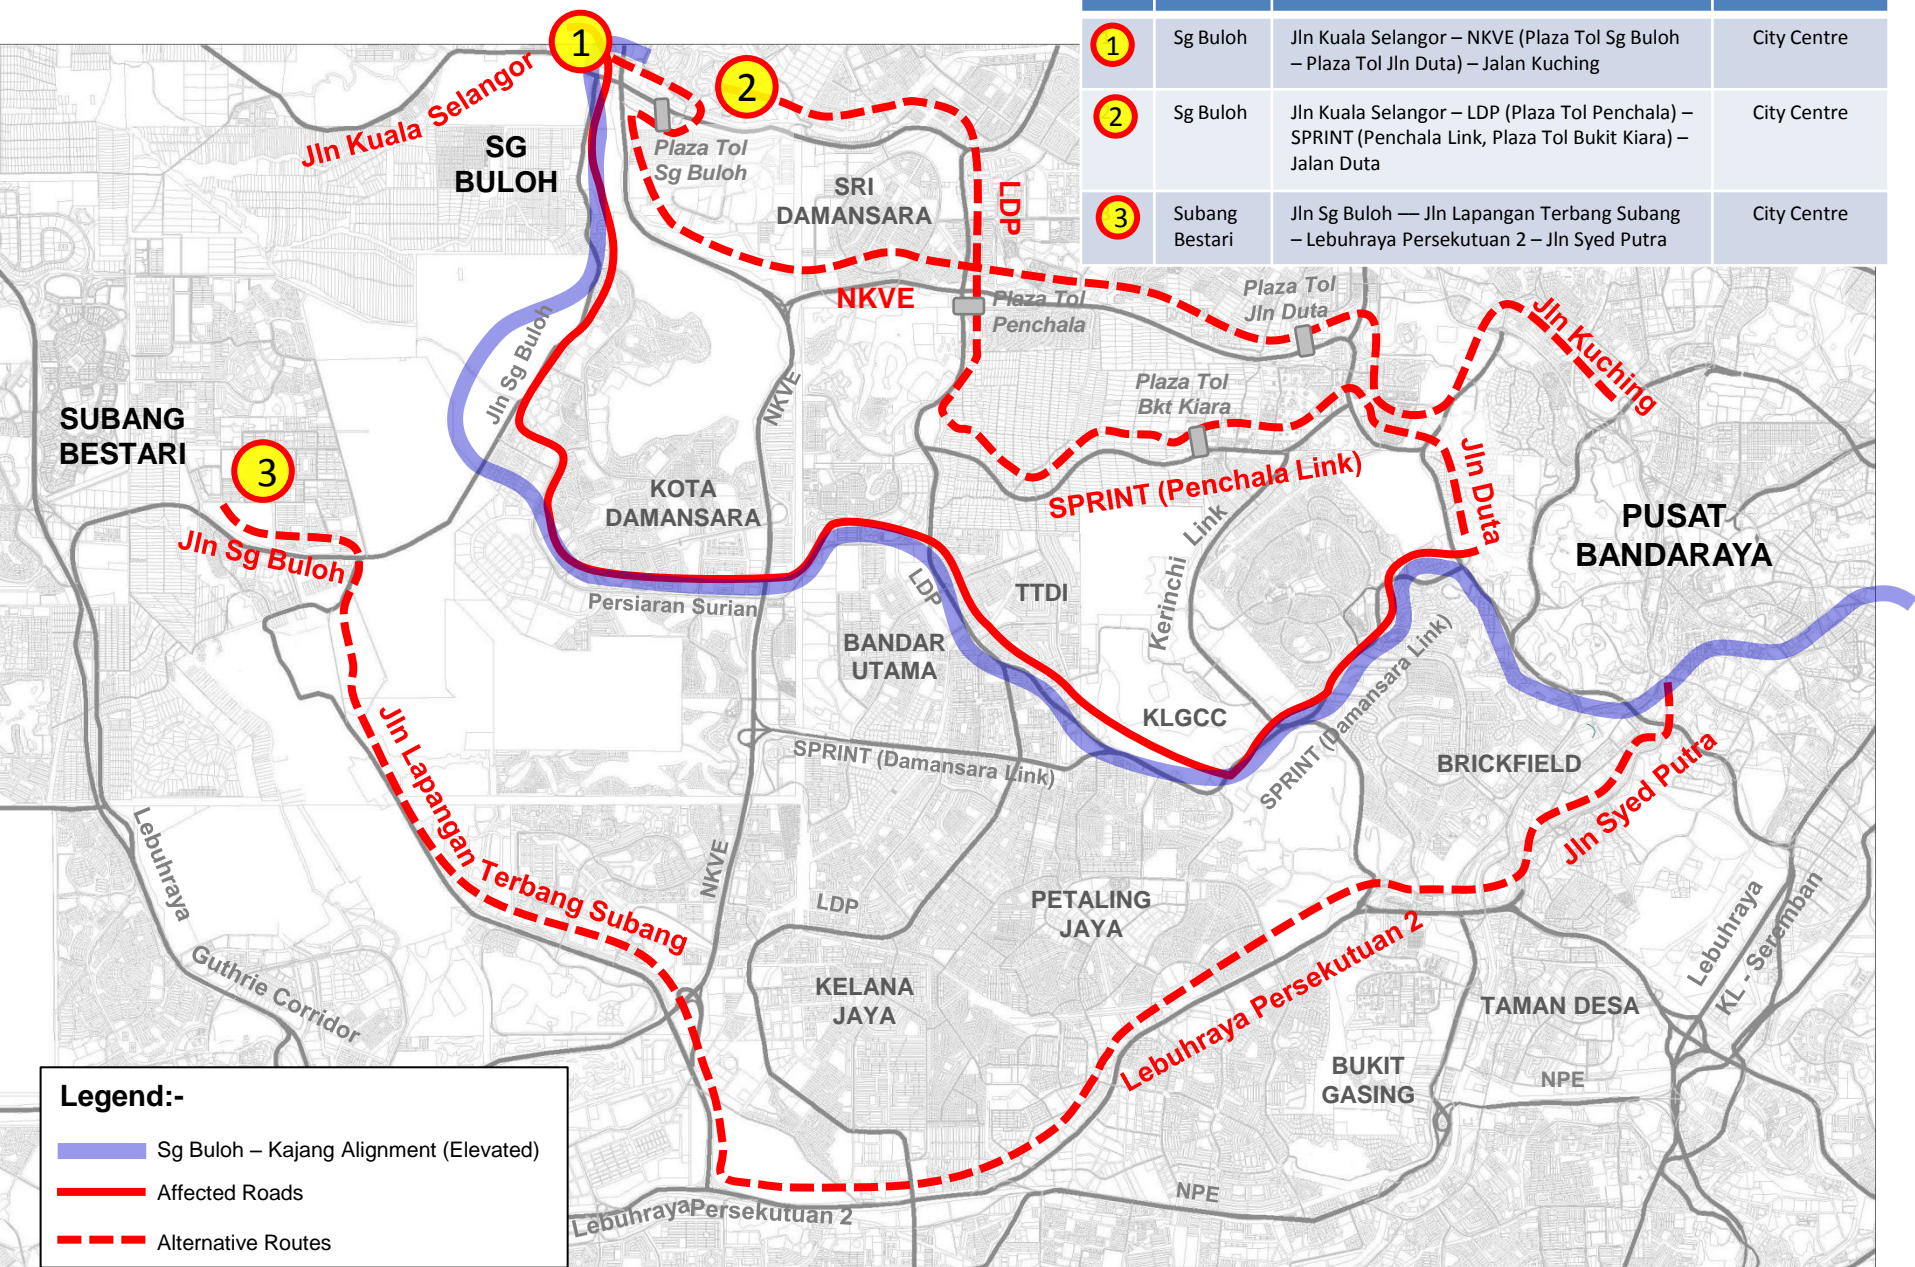 1
Sg Buloh
Jln Kuala Selangor – NKVE (Plaza Tol Sg Buloh
– Plaza Tol Jln Duta) – Jalan Kuching
City Centre
2
Sg Buloh
Jln Kuala Selangor – LDP (Plaza Tol Penchala) –
SPRINT (Penchala Link, Plaza Tol Bukit Kiara) –
Jalan Duta
City Centre
3
Subang
Bestari
Jln Sg Buloh –– Jln Lapangan Terbang Subang
– Lebuhraya Persekutuan 2 – Jln Syed Putra
City Centre
1
2
Jln Kuala Selangor
SG
BULOH
Plaza Tol
Sg Buloh
SRI
DAMANSARA
LDP
NKVE
Plaza Tol
Penchala
Plaza Tol
Jln Duta
Jln Kuching
Jln Sg Buloh
NKVE
Plaza Tol
Bkt Kiara
SUBANG
BESTARI
3
KOTA
DAMANSARA
SPRINT (Penchala Link)
Jln Duta
PUSAT
BANDARAYA
Jln Sg Buloh
Persiaran Surian
LDP
TTDI
Kerinchi Link
BANDAR
UTAMA
KLGCC
SPRINT (Damansara Link)
SPRINT (Damansara Link)
BRICKFIELD
Jln Syed Putra
Jln Lapangan Terbang Subang
Lebuhraya
Guthrie Corridor
NKVE
LDP
PETALING
JAYA
KELANA
JAYA
Lebuhraya Persekutuan 2
TAMAN DESA
Lebuhraya
KL - Seremban
BUKIT
GASING
NPE
NPE
Lebuhraya Persekutuan 2
Legend:-
Sg Buloh – Kajang Alignment (Elevated)
Affected Roads
Alternative Routes